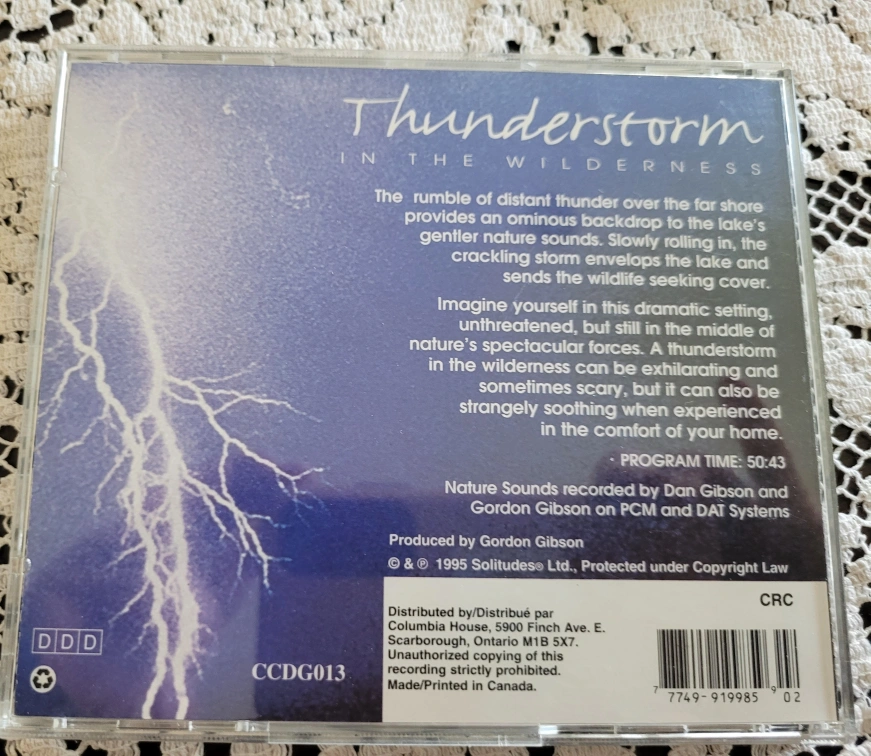 Thunderstorm
IN THE WILDERNESS
The rumble of distant thunder over the far shore
provides an ominous backdrop to the lake's
gentler nature sounds. Slowly rolling in, the
crackling storm envelops the lake and
sends the wildlife seeking cover.
Imagine yourself in this dramatic setting,
unthreatened, but still in the middle of
nature's spectacular forces. A thunderstorm
in the wilderness can be exhilarating and
sometimes scary, but it can also be
strangely soothing when experienced
in the comfort of your home.
· PROGRAM TIME: 50:43
Nature Sounds recorded by Dan Gibson and
Gordon Gibson on PCM and DAT Systems
Produced by Gordon Gibson
© & ℗ 1995 Solitudes® Ltd., Protected under Copyright Law
CRC
Distributed by/Distribué par
Columbia House, 5900 Finch Ave. E.
Scarborough, Ontario M1B 5X7.
Unauthorized copying of this
recording strictly prohibited.
Made/Printed in Canada.
7 7749-919985 9 02
DDD
CCDG013